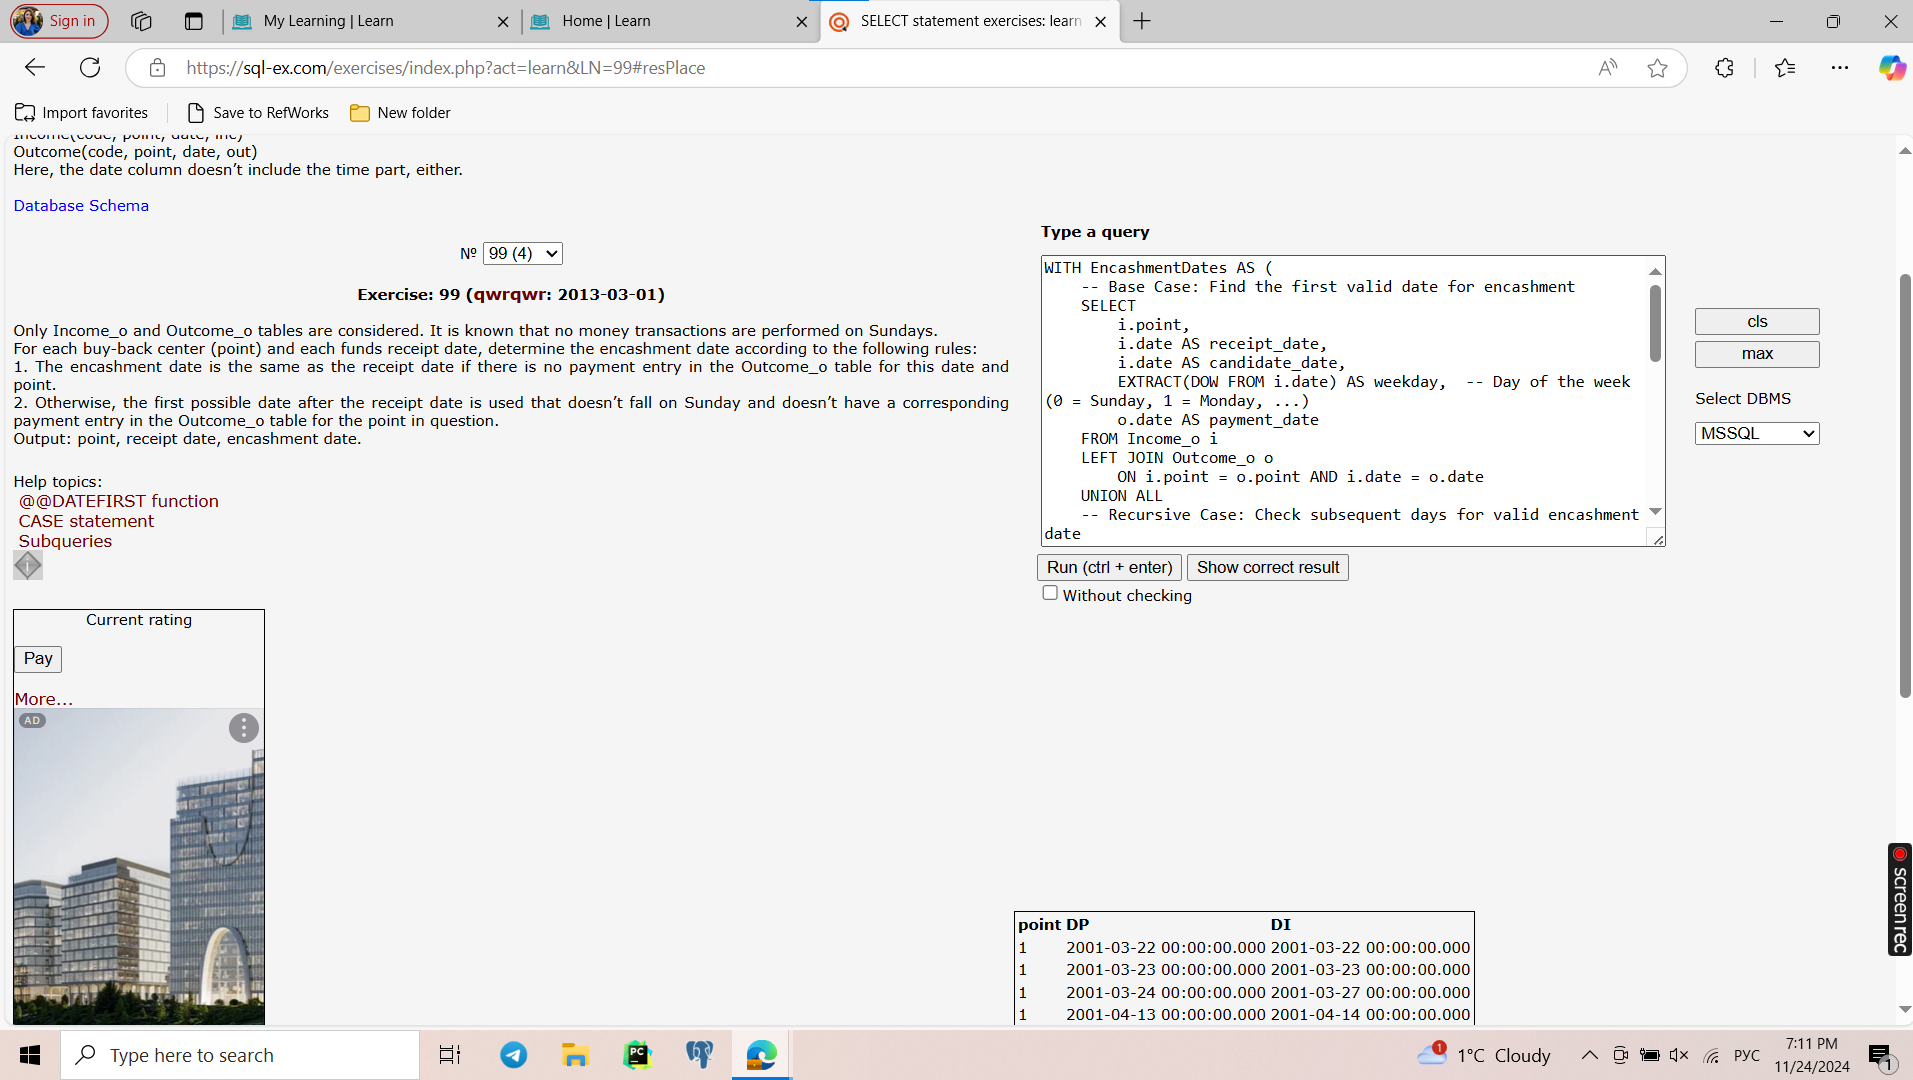 Sign in
My Learning | Learn
Home | Learn
SELECT statement exercises: learn
https://sql-ex.com/exercises/index.php?act=learn&LN=99#resPlace
Import favorites
Save to RefWorks
New folder
Income(code, point, date, inc)
Outcome(code, point, date, out)
Here, the date column doesn’t include the time part, either.
Database Schema
Nº 99 (4)
Exercise: 99 (qwrqwr: 2013-03-01)
Only Income_o and Outcome_o tables are considered. It is known that no money transactions are performed on Sundays.
For each buy-back center (point) and each funds receipt date, determine the encashment date according to the following rules:
1. The encashment date is the same as the receipt date if there is no payment entry in the Outcome_o table for this date and
point.
2. Otherwise, the first possible date after the receipt date is used that doesn’t fall on Sunday and doesn’t have a corresponding
payment entry in the Outcome_o table for the point in question.
Output: point, receipt date, encashment date.
Help topics:
@@DATEFIRST function
CASE statement
Subqueries
Current rating
Pay
More...
AD
Type a query
WITH EncashmentDates AS (
-- Base Case: Find the first valid date for encashment
SELECT
i.point,
i.date AS receipt_date,
i.date AS candidate_date,
EXTRACT(DOW FROM i.date) AS weekday,  -- Day of the week
(0 = Sunday, 1 = Monday, ...)
o.date AS payment_date
FROM Income_o i
LEFT JOIN Outcome_o o
ON i.point = o.point AND i.date = o.date
UNION ALL
-- Recursive Case: Check subsequent days for valid encashment
date
cls
max
Select DBMS
MSSQL
Run (ctrl + enter)
Show correct result
Without checking
point DP DI
1 2001-03-22 00:00:00.000 2001-03-22 00:00:00.000
1 2001-03-23 00:00:00.000 2001-03-23 00:00:00.000
1 2001-03-24 00:00:00.000 2001-03-27 00:00:00.000
1 2001-04-13 00:00:00.000 2001-04-14 00:00:00.000
screenrec
Type here to search
PC
1
1°C Cloudy
РУС
7:11 PM
11/24/2024
1